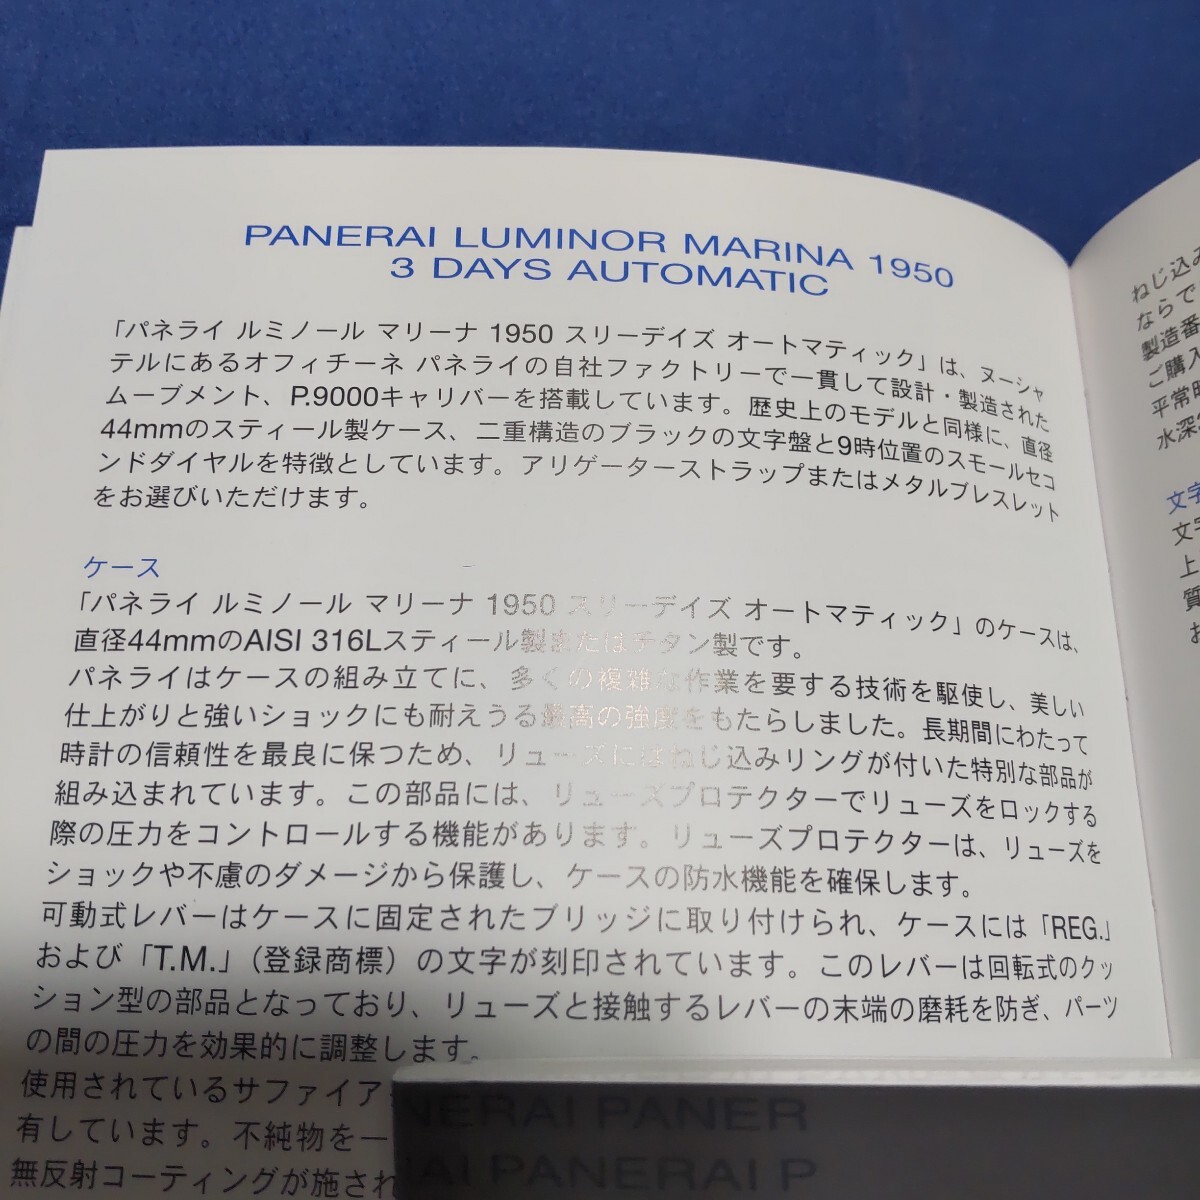 PANERAI LUMINOR MARINA 1950
3 DAYS AUTOMATIC
「パネライ ルミノール マリーナ 1950 スリーデイズ オートマティック」は、ヌーシャ
テルにあるオフィチーネ パネライの自社ファクトリーで一貫して設計・製造された
ムーブメント、P.9000キャリバーを搭載しています。歴史上のモデルと同様に、直径
44mmのスティール製ケース、二重構造のブラックの文字盤と9時位置のスモールセコ
ンドダイヤルを特徴としています。アリゲーターストラップまたはメタルブレスレット
をお選びいただけます。
ケース
「パネライ ルミノール マリーナ 1950 スリーデイズ オートマティック」のケースは、
直径44mmのAISI 316Lスティール製またはチタン製です。
パネライはケースの組み立てに、多くの複雑な作業を要する技術を駆使し、美しい
仕上がりと強いショックにも耐えうる最高の強度をもたらしました。長期間にわたって
時計の信頼性を最良に保つため、リューズにはねじ込みリングが付いた特別な部品が
組み込まれています。この部品には、リューズプロテクターでリューズをロックする
際の圧力をコントロールする機能があります。リューズプロテクターは、リューズを
ショックや不慮のダメージから保護し、ケースの防水機能を確保します。
可動式レバーはケースに固定されたブリッジに取り付けられ、ケースには「REG.」
および「T.M.」（登録商標）の文字が刻印されています。このレバーは回転式のクッ
ション型の部品となっており、リューズと接触するレバーの末端の磨耗を防ぎ、パーツ
の間の圧力を効果的に調整します。
使用されているサファイア
有しています。不純物を一
無反射コーティングが施され
NERAI PANER
AI PANERAI P
ねじ込み
ならで
製造番
ご購入
平常時
水深
文字
文字
上
質
お